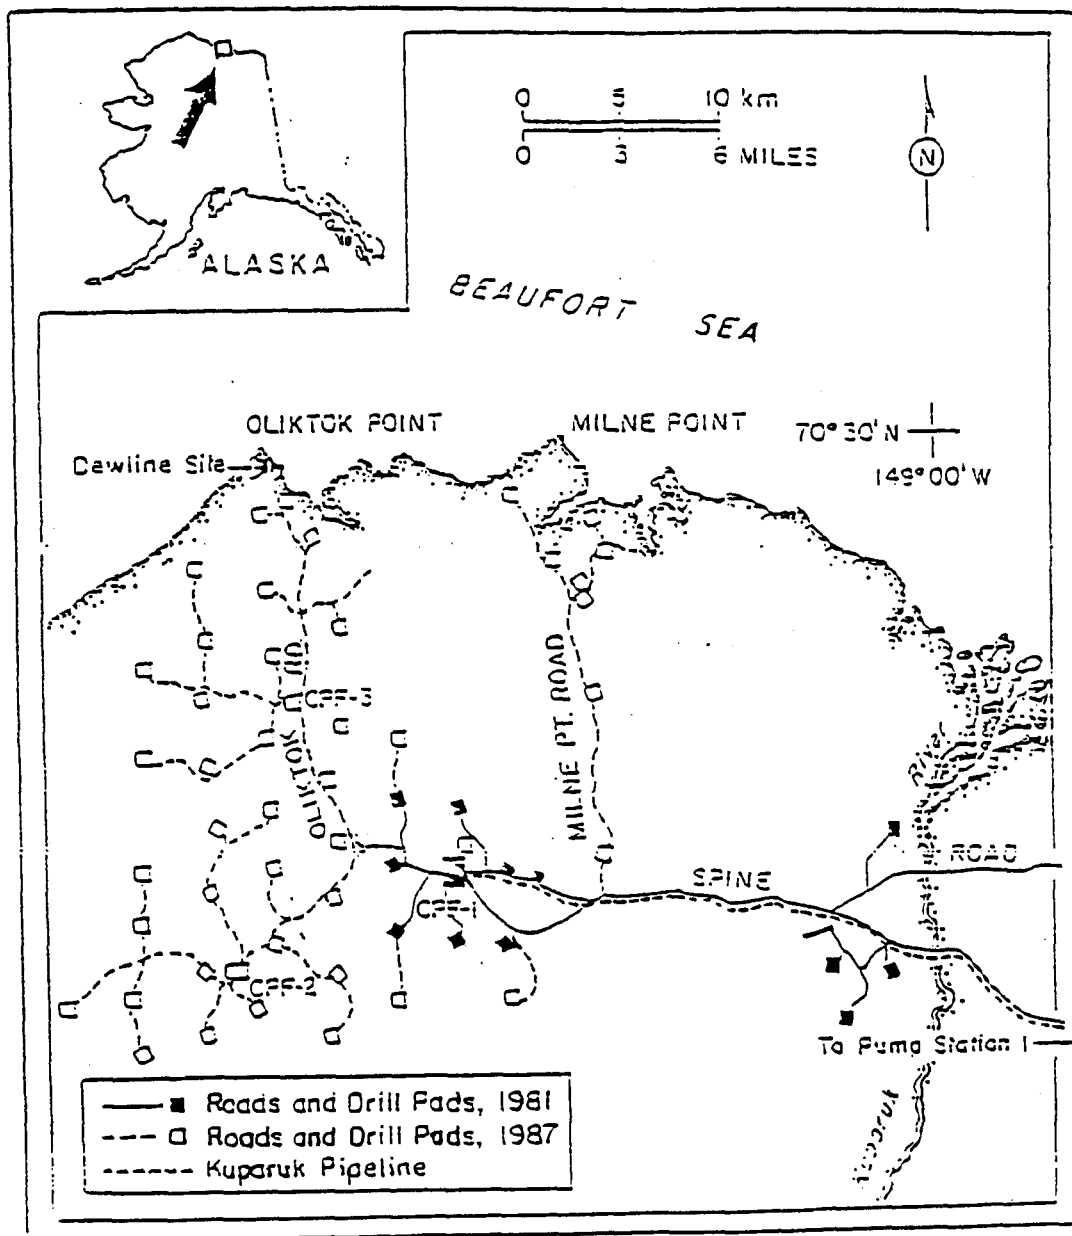 0 5 10 km
0 3 6 MILES
N
ALASKA
BEAUFORT SEA
OLIKTOK POINT
MILNE POINT
70° 30' N
149° 00' W
Dewline Site
OLIKTOK RD
CPF-3
MILNE PT. ROAD
SPINE ROAD
CPF-1
CPF-2
To Pump Station 1
Roads and Drill Pads, 1981
Roads and Drill Pads, 1987
Kuparuk Pipeline